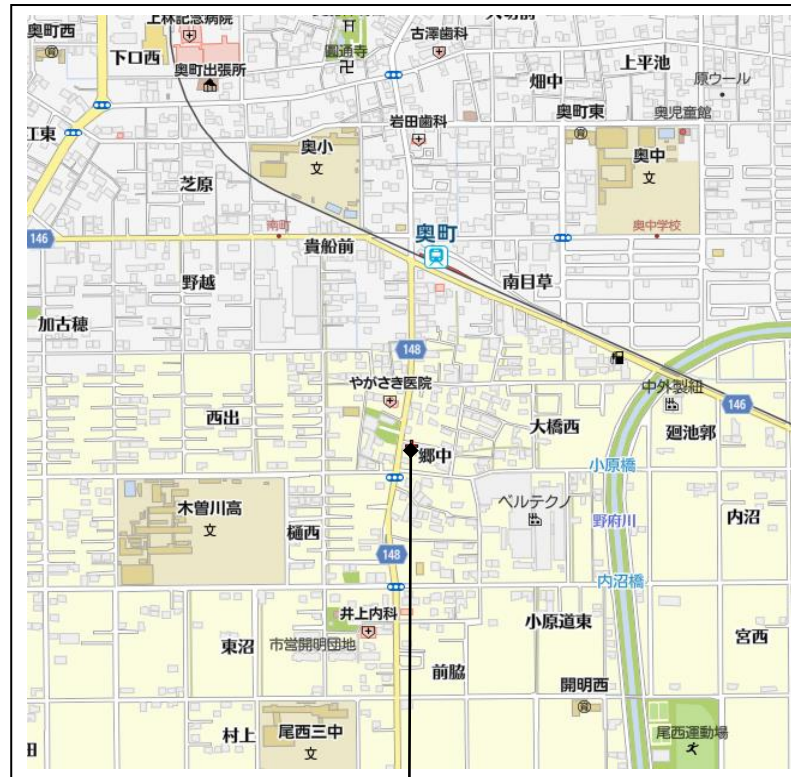 上林記念病院
奥町西
下口西
奥町出張所
圓通寺
古澤歯科
上平池
畑中
原ウール
奥町東
奥児童館
岩田歯科
江東
奥小
文
奥中
文
芝原
146
南町
貴船前
奥町
奥中学校
野越
南目草
加古穂
148
やがさき医院
中外製紐
146
西出
大橋西
廻池郭
郷中
小原橋
木曽川高
文
ベルテクノ
樋西
野府川
内沼
148
内沼橋
井上内科
小原道東
東沼
市営開明団地
宮西
前脇
開明西
村上
尾西三中
文
尾西運動場
田